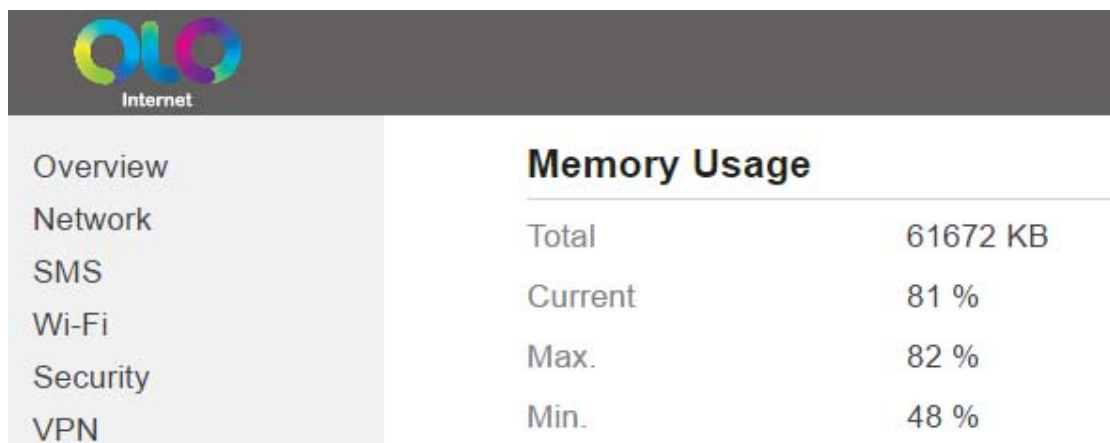 OLO
Internet
Overview
Network
SMS
Wi-Fi
Security
VPN
Memory Usage
Total 61672 KB
Current 81 %
Max. 82 %
Min. 48 %